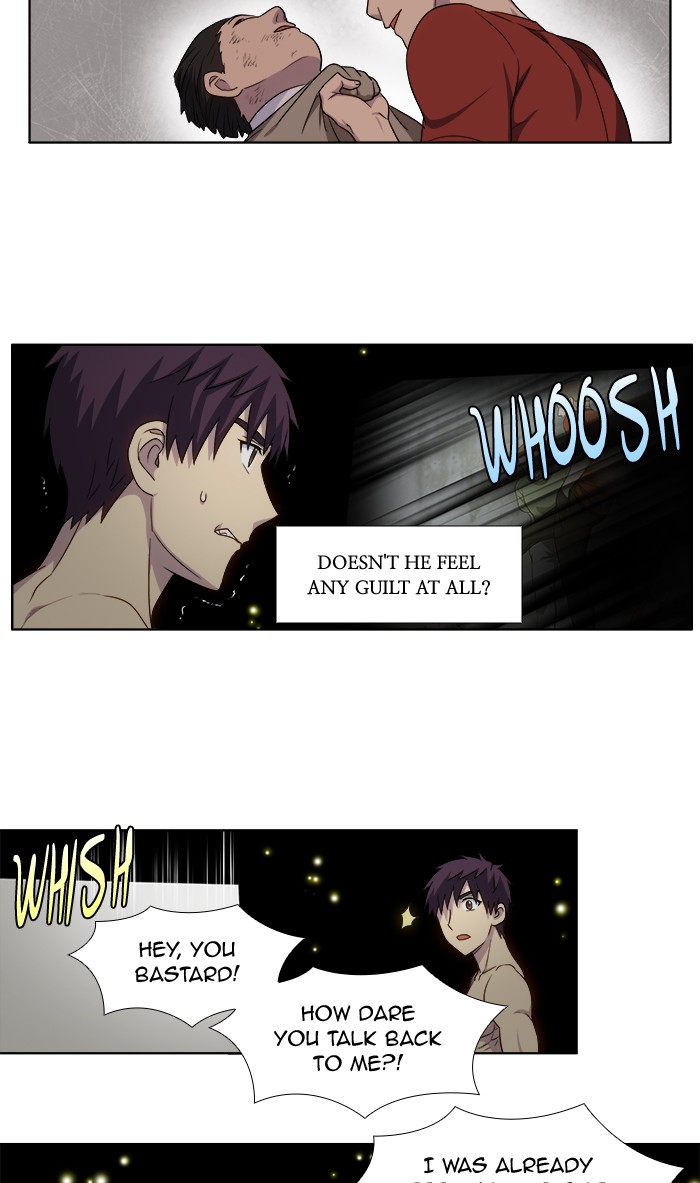 WHOOSH
DOESN'T HE FEEL
ANY GUILT AT ALL?
WHISH
HEY, YOU
BASTARD!
HOW DARE
YOU TALK BACK
TO ME?!
I WAS ALREADY